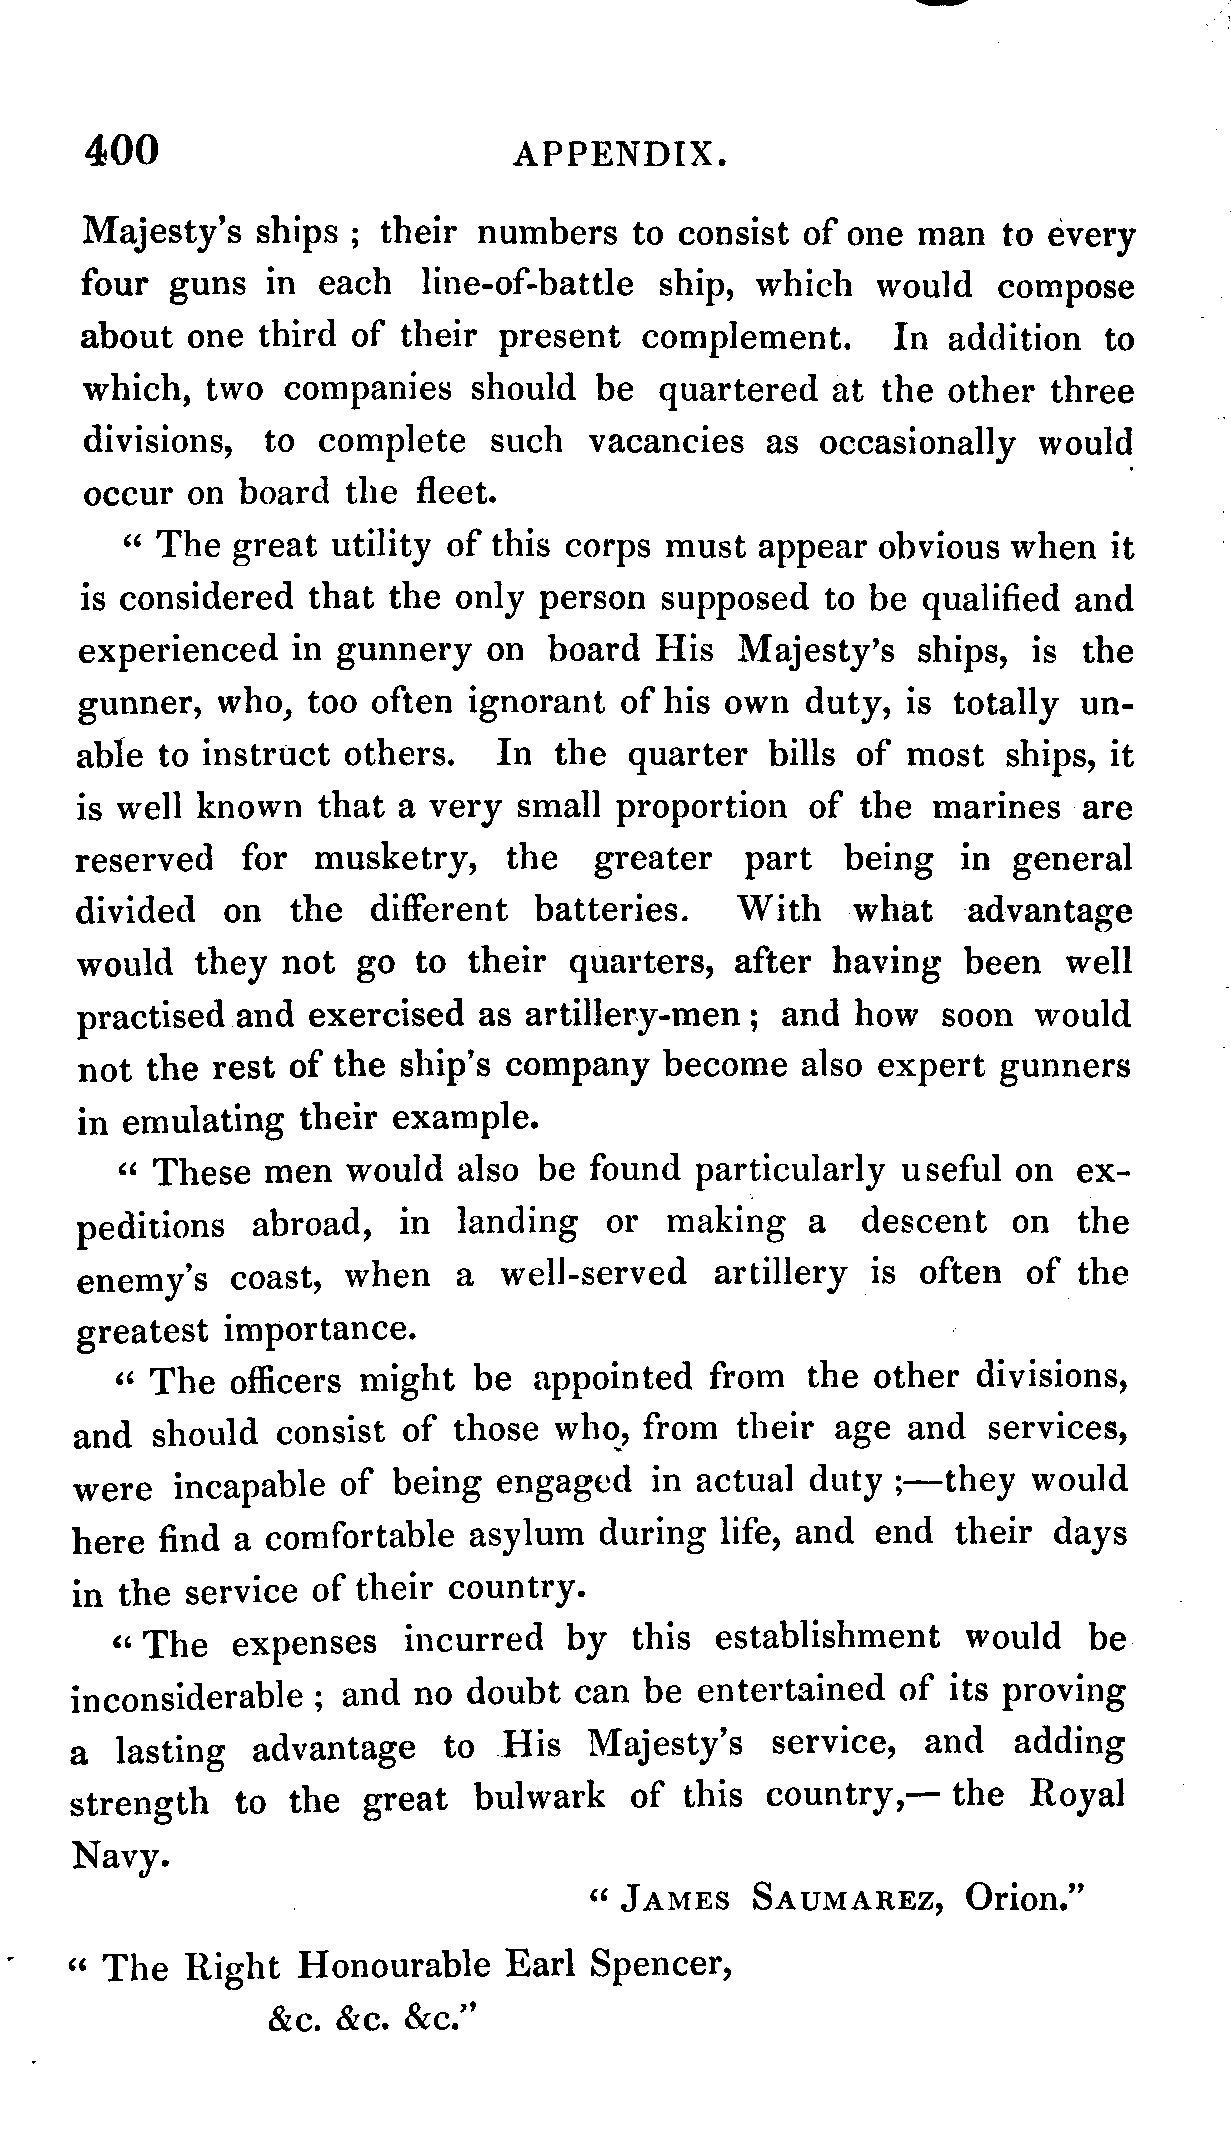 400 APPENDIX.
Majesty's ships ; their numbers to consist of one man to every
four guns in each line-of-battle ship, which would compose
about one third of their present complement. In addition to
which, two companies should be quartered at the other three
divisions, to complete such vacancies as occasionally would
occur on board the fleet.
“ The great utility of this corps must appear obvious when it
is considered that the only person supposed to be qualified and
experienced in gunnery on board His Majesty's ships, is the
gunner, who, too often ignorant of his own duty, is totally un-
able to instruct others. In the quarter bills of most ships, it
is well known that a very small proportion of the marines are
reserved for musketry, the greater part being in general
divided on the different batteries. With what advantage
would they not go to their quarters, after having been well
practised and exercised as artillery-men ; and how soon would
not the rest of the ship's company become also expert gunners
in emulating their example.
“ These men would also be found particularly useful on ex-
peditions abroad, in landing or making a descent on the
enemy's coast, when a well-served artillery is often of the
greatest importance.
“ The officers might be appointed from the other divisions,
and should consist of those who, from their age and services,
were incapable of being engaged in actual duty ;—they would
here find a comfortable asylum during life, and end their days
in the service of their country.
“ The expenses incurred by this establishment would be
inconsiderable ; and no doubt can be entertained of its proving
a lasting advantage to His Majesty's service, and adding
strength to the great bulwark of this country,— the Royal
Navy.
“ JAMES SAUMAREZ, Orion.”
“ The Right Honourable Earl Spencer,
&c. &c. &c.”